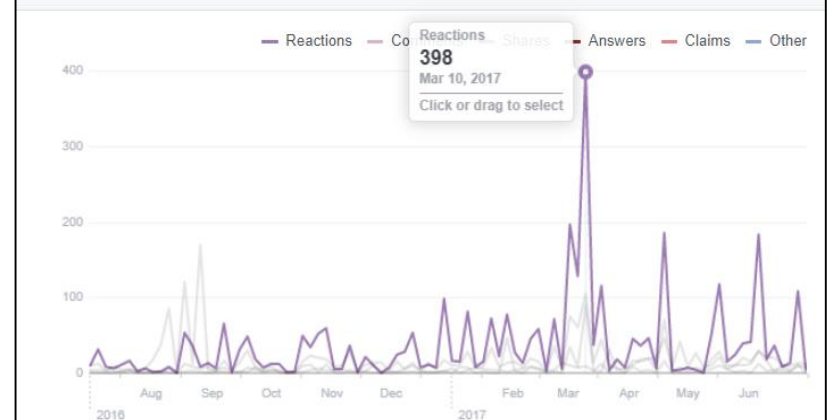 Reactions Co Shares Answers Claims Other
Reactions
398
Mar 10, 2017
Click or drag to select
400
300
200
100
0
Aug Sep Oct Nov Dec Feb Mar Apr May Jun
2016 2017